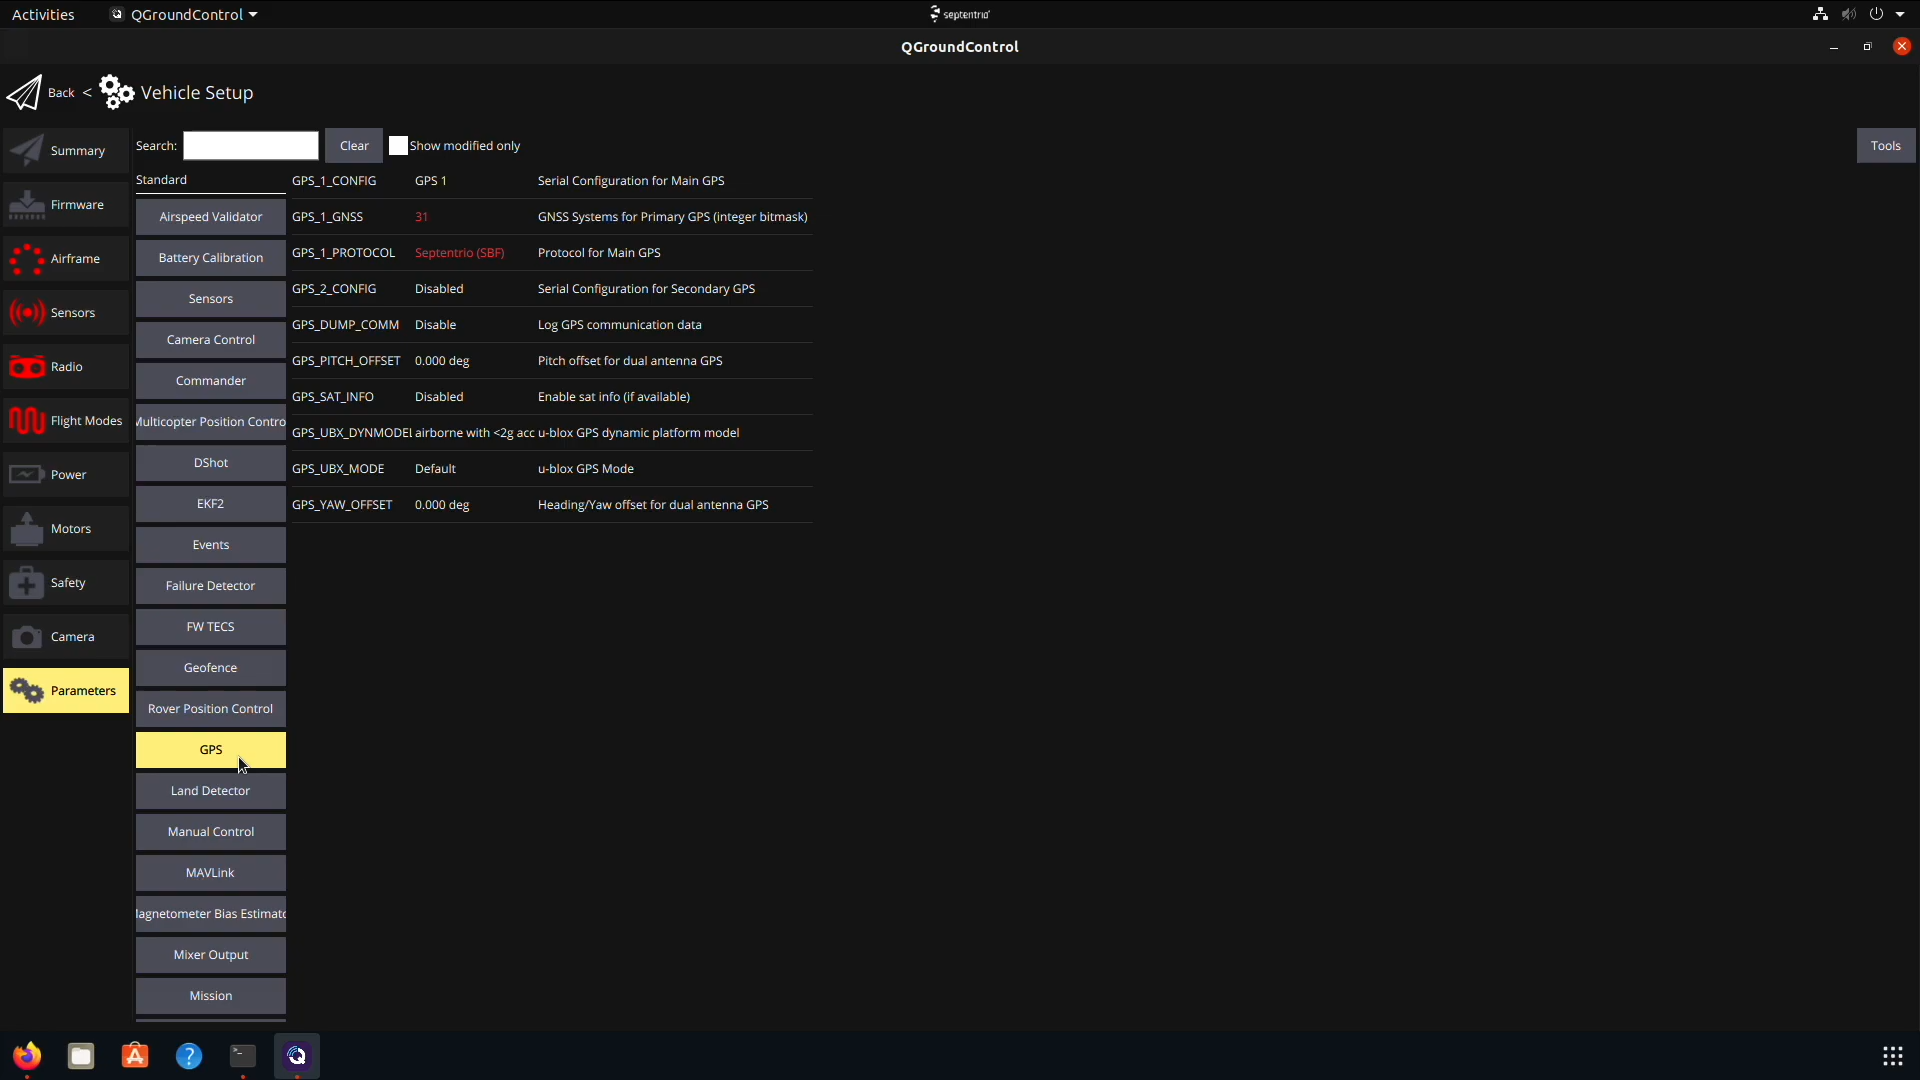 Activities
QGroundControl
septentrio
QGroundControl
Back < Vehicle Setup
Summary
Firmware
Airframe
Sensors
Radio
Flight Modes
Power
Motors
Safety
Camera
Parameters
Search:
Clear
Show modified only
Tools
Standard
Airspeed Validator
Battery Calibration
Sensors
Camera Control
Commander
Multicopter Position Contro
DShot
EKF2
Events
Failure Detector
FW TECS
Geofence
Rover Position Control
GPS
Land Detector
Manual Control
MAVLink
Magnetometer Bias Estimato
Mixer Output
Mission
GPS_1_CONFIG GPS 1 Serial Configuration for Main GPS
GPS_1_GNSS 31 GNSS Systems for Primary GPS (integer bitmask)
GPS_1_PROTOCOL Septentrio (SBF) Protocol for Main GPS
GPS_2_CONFIG Disabled Serial Configuration for Secondary GPS
GPS_DUMP_COMM Disable Log GPS communication data
GPS_PITCH_OFFSET 0.000 deg Pitch offset for dual antenna GPS
GPS_SAT_INFO Disabled Enable sat info (if available)
GPS_UBX_DYNMODEL airborne with <2g acc u-blox GPS dynamic platform model
GPS_UBX_MODE Default u-blox GPS Mode
GPS_YAW_OFFSET 0.000 deg Heading/Yaw offset for dual antenna GPS